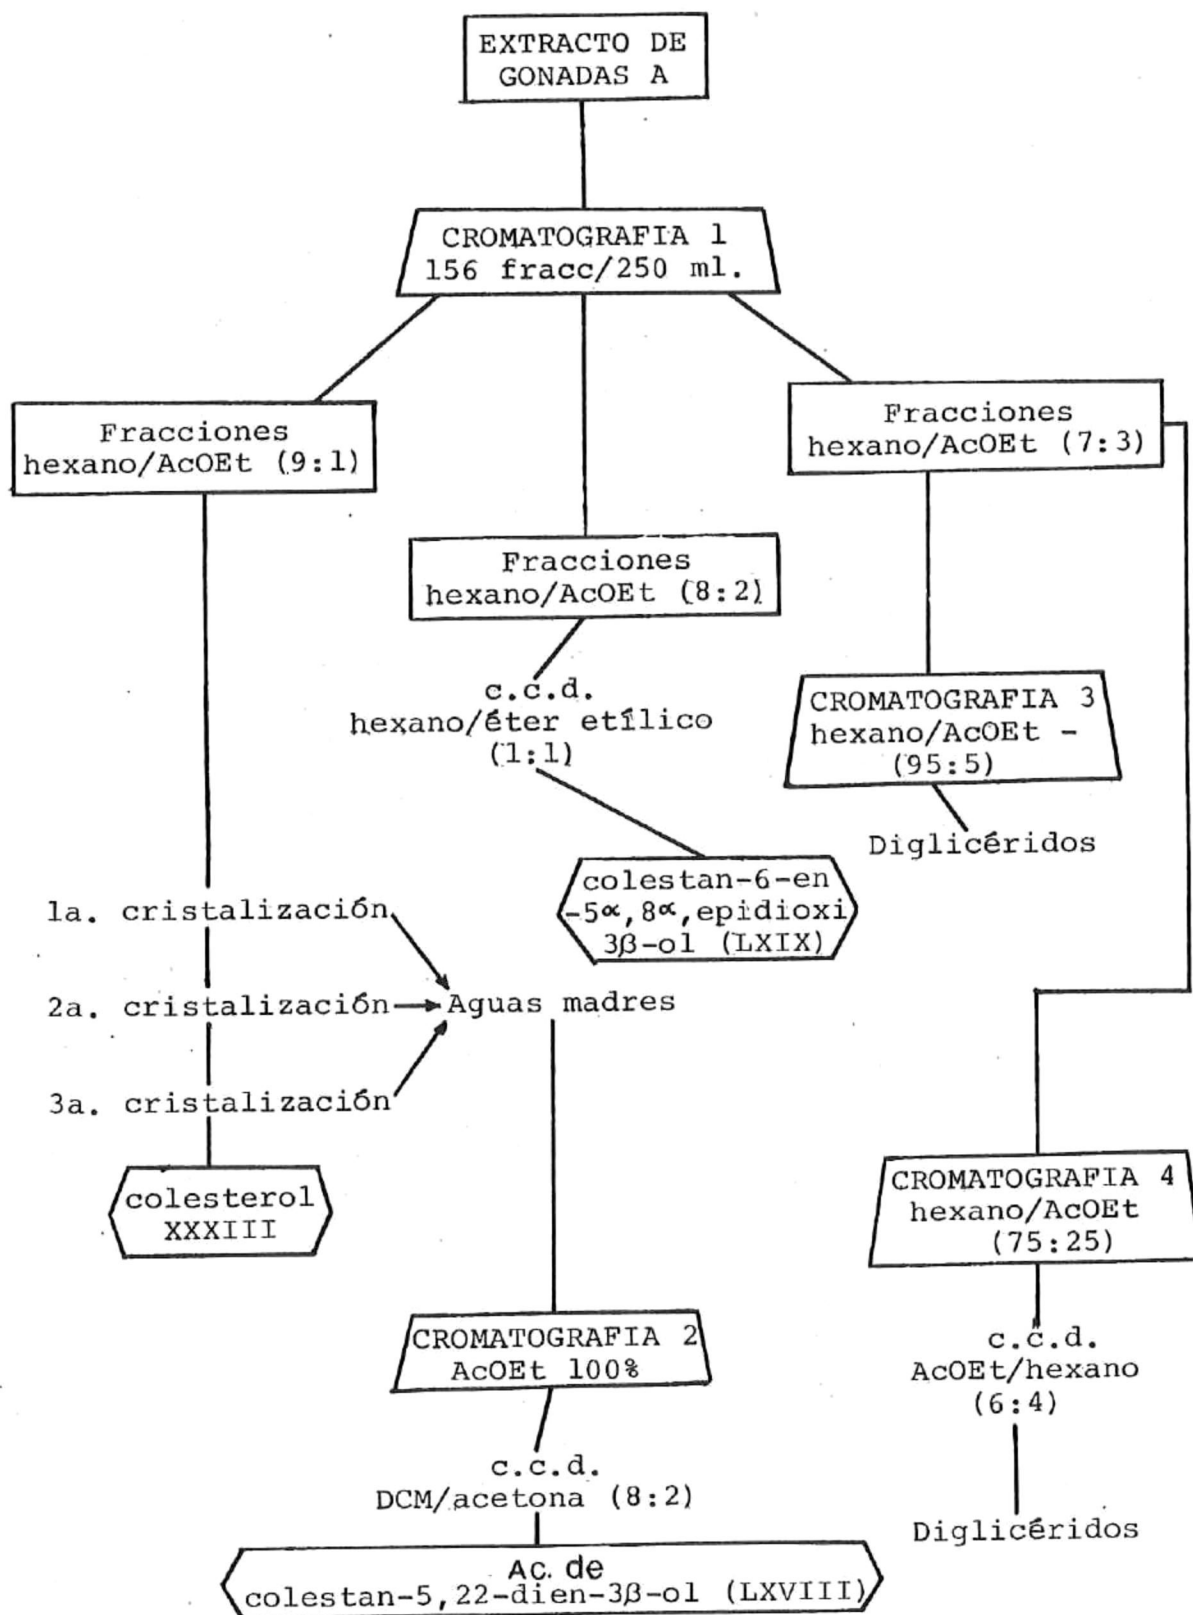 EXTRACTO DE
GONADAS A
CROMATOGRAFIA 1
156 fracc/250 ml.
Fracciones
hexano/AcOEt (9:1)
Fracciones
hexano/AcOEt (8:2)
Fracciones
hexano/AcOEt (7:3)
c.c.d.
hexano/éter etílico
(1:1)
CROMATOGRAFIA 3
hexano/AcOEt -
(95:5)
Diglicéridos
colestan-6-en
-5α,8α,epidioxi
3β-ol (LXIX)
1a. cristalización
2a. cristalización
3a. cristalización
Aguas madres
colesterol
XXXIII
CROMATOGRAFIA 2
AcOEt 100%
c.c.d.
DCM/acetona (8:2)
Ac. de
colestan-5,22-dien-3β-ol (LXVIII)
CROMATOGRAFIA 4
hexano/AcOEt
(75:25)
c.c.d.
AcOEt/hexano
(6:4)
Diglicéridos